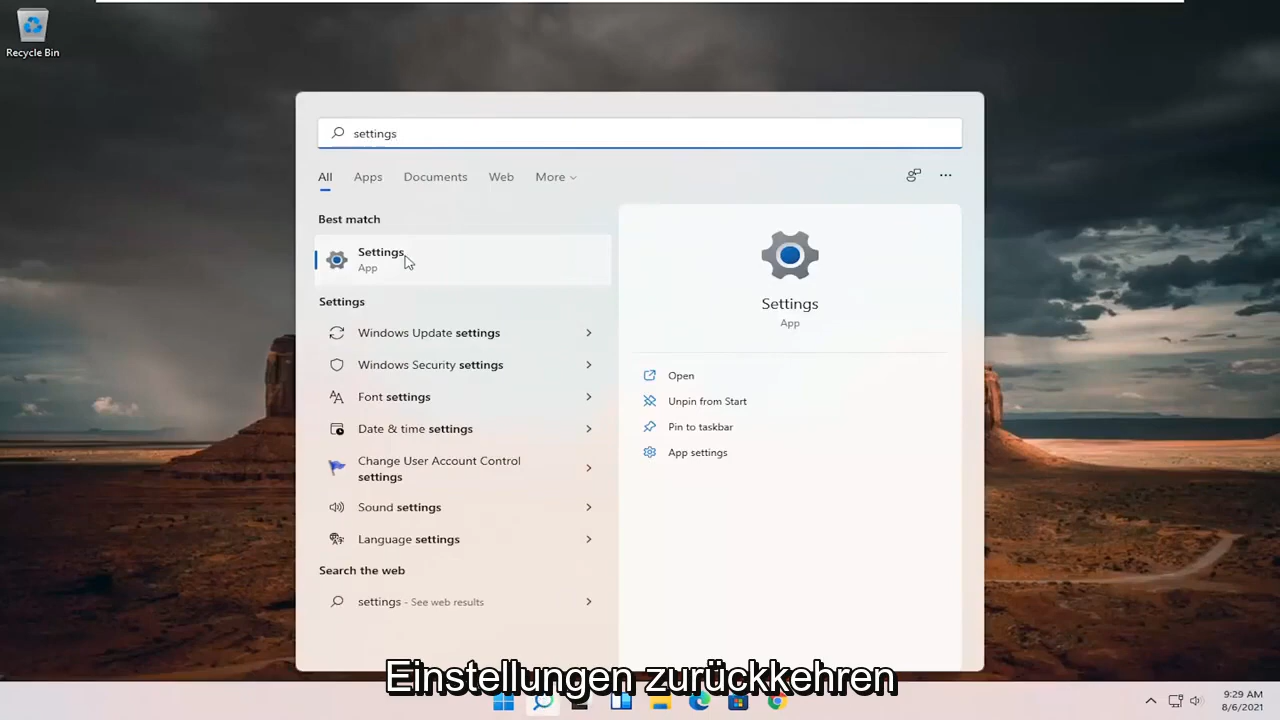 Recycle Bin
settings
All Apps Documents Web More
Best match
Settings
App
Settings
Windows Update settings
Windows Security settings
Font settings
Date & time settings
Change User Account Control
settings
Sound settings
Language settings
Search the web
settings - See web results
Settings
App
Open
Unpin from Start
Pin to taskbar
App settings
Einstellungen zurückkehren
9:29 AM
8/6/2021